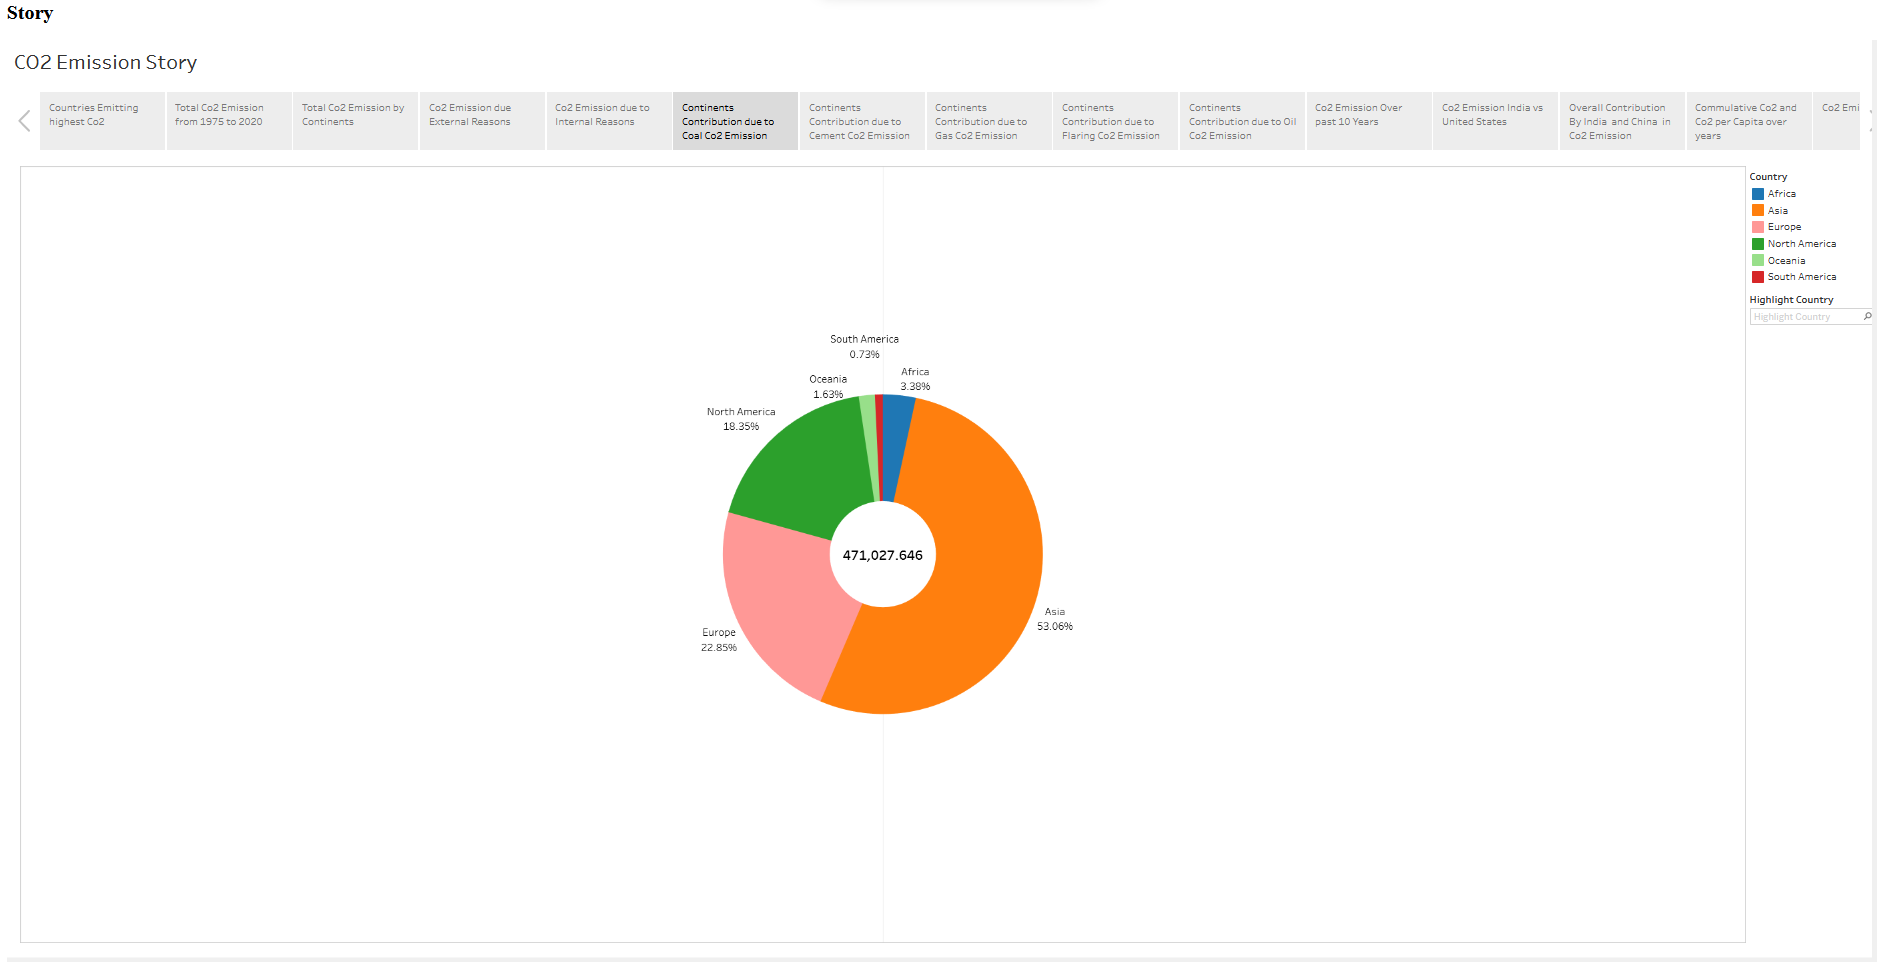 Story
CO2 Emission Story
Countries Emitting
highest Co2
Total Co2 Emission
from 1975 to 2020
Total Co2 Emission by
Continents
Co2 Emission due
External Reasons
Co2 Emission due to
Internal Reasons
Continents
Contribution due to
Coal Co2 Emission
Continents
Contribution due to
Cement Co2 Emission
Continents
Contribution due to
Gas Co2 Emission
Continents
Contribution due to
Flaring Co2 Emission
Continents
Contribution due to Oil
Co2 Emission
Co2 Emission Over
past 10 Years
Co2 Emission India vs
United States
Overall Contribution
By India and China in
Co2 Emission
Commulative Co2 and
Co2 per Capita over
years
Co2 Emi
Country
Africa
Asia
Europe
North America
Oceania
South America
Highlight Country
Highlight Country
South America
0.73%
Africa
3.38%
Oceania
1.63%
North America
18.35%
471,027.646
Asia
53.06%
Europe
22.85%